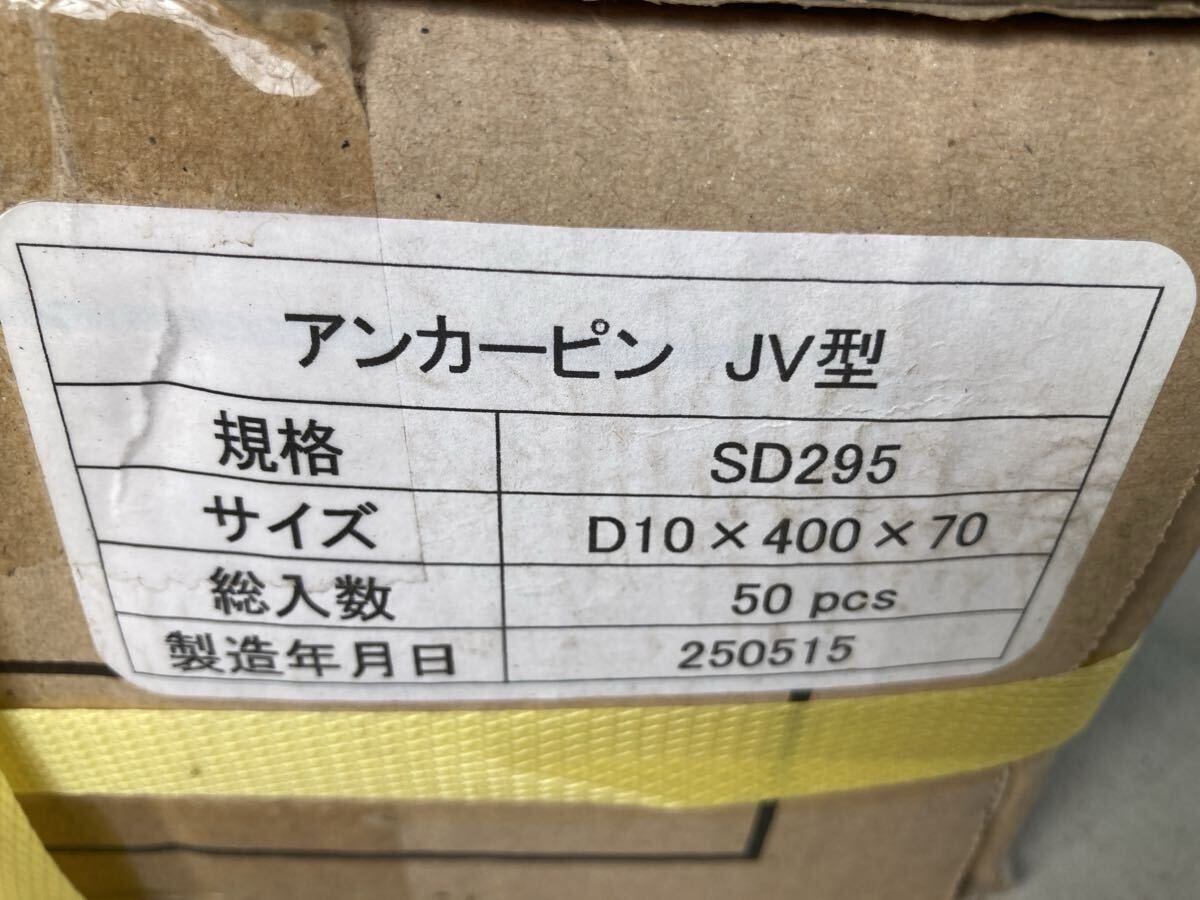 アンカーピン JV型
規格 SD295
サイズ D10×400×70
総入数 50 pcs
製造年月日 250515